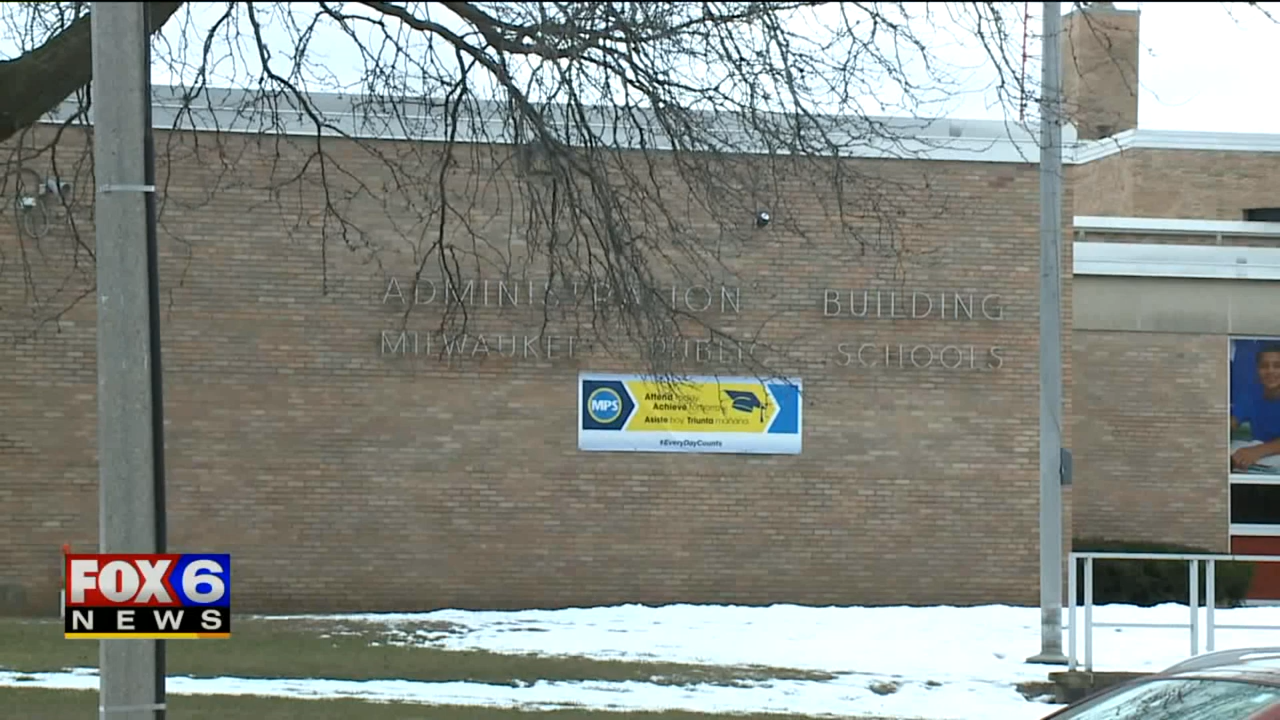 ADMINISTRATION BUILDING
MILWAUKEE PUBLIC SCHOOLS
MPS
Attend today
Achieve tomorrow
Asiste hoy Triunfa mañana
#EveryDayCounts
FOX 6
NEWS